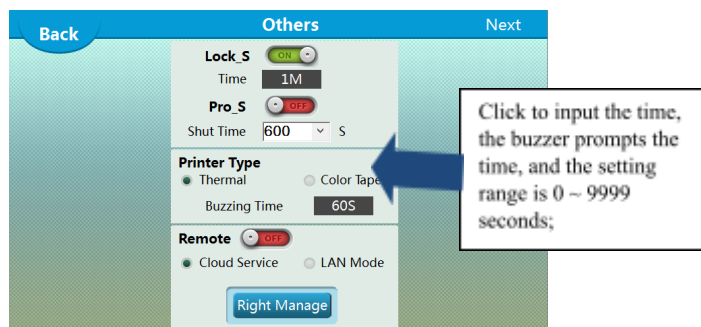 Back
Others
Next
Lock_S ON
Time 1M
Pro_S OFF
Shut Time 600 S
Printer Type
Thermal Color Tape
Buzzing Time 60S
Remote OFF
Cloud Service LAN Mode
Right Manage
Click to input the time,
the buzzer prompts the
time, and the setting
range is 0 ~ 9999
seconds;